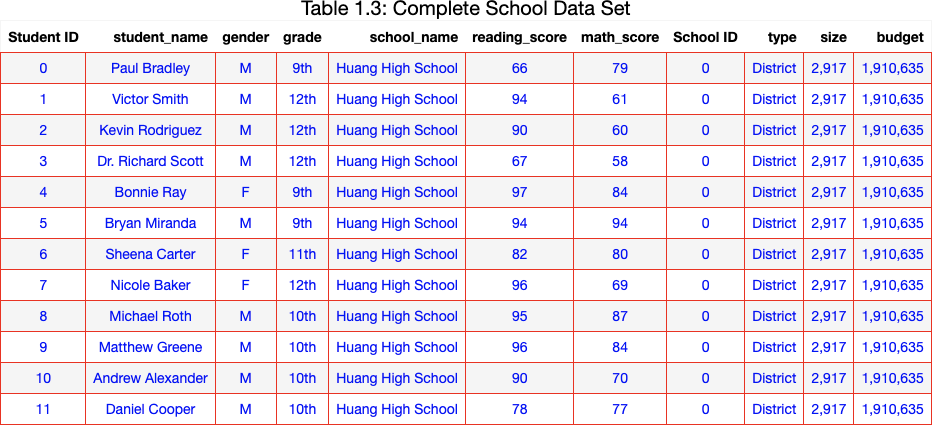 Table 1.3: Complete School Data Set
Student ID student_name gender grade school_name reading_score math_score School ID type size budget
0 Paul Bradley M 9th Huang High School 66 79 0 District 2,917 1,910,635
1 Victor Smith M 12th Huang High School 94 61 0 District 2,917 1,910,635
2 Kevin Rodriguez M 12th Huang High School 90 60 0 District 2,917 1,910,635
3 Dr. Richard Scott M 12th Huang High School 67 58 0 District 2,917 1,910,635
4 Bonnie Ray F 9th Huang High School 97 84 0 District 2,917 1,910,635
5 Bryan Miranda M 9th Huang High School 94 94 0 District 2,917 1,910,635
6 Sheena Carter F 11th Huang High School 82 80 0 District 2,917 1,910,635
7 Nicole Baker F 12th Huang High School 96 69 0 District 2,917 1,910,635
8 Michael Roth M 10th Huang High School 95 87 0 District 2,917 1,910,635
9 Matthew Greene M 10th Huang High School 96 84 0 District 2,917 1,910,635
10 Andrew Alexander M 10th Huang High School 90 70 0 District 2,917 1,910,635
11 Daniel Cooper M 10th Huang High School 78 77 0 District 2,917 1,910,635